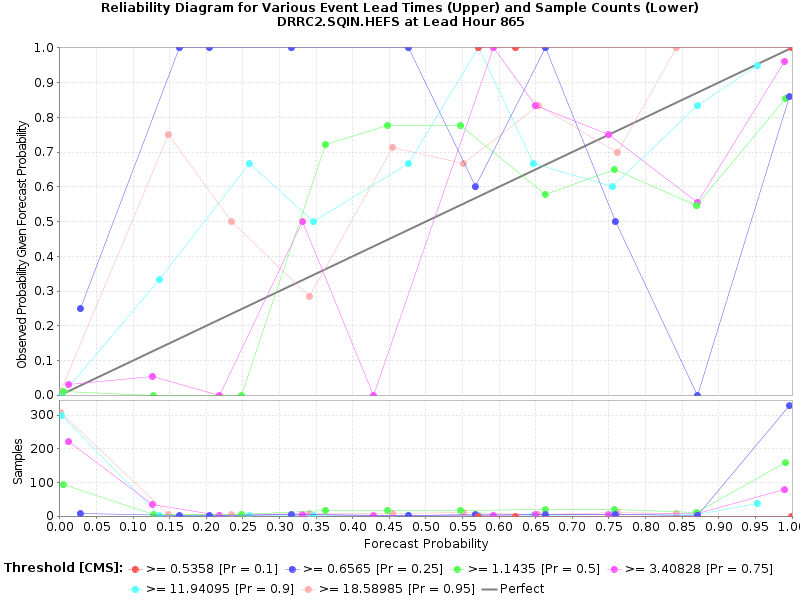 Reliability Diagram for Various Event Lead Times (Upper) and Sample Counts (Lower)
DRRC2.SQIN.HEFS at Lead Hour 865
Observed Probability Given Forecast Probability
1.0
0.9
0.8
0.7
0.6
0.5
0.4
0.3
0.2
0.1
0.0
Samples
300
200
100
0
0.00 0.05 0.10 0.15 0.20 0.25 0.30 0.35 0.40 0.45 0.50 0.55 0.60 0.65 0.70 0.75 0.80 0.85 0.90 0.95 1.00
Forecast Probability
Threshold [CMS]: >= 0.5358 [Pr = 0.1] >= 0.6565 [Pr = 0.25] >= 1.1435 [Pr = 0.5] >= 3.40828 [Pr = 0.75]
>= 11.94095 [Pr = 0.9] >= 18.58985 [Pr = 0.95] Perfect